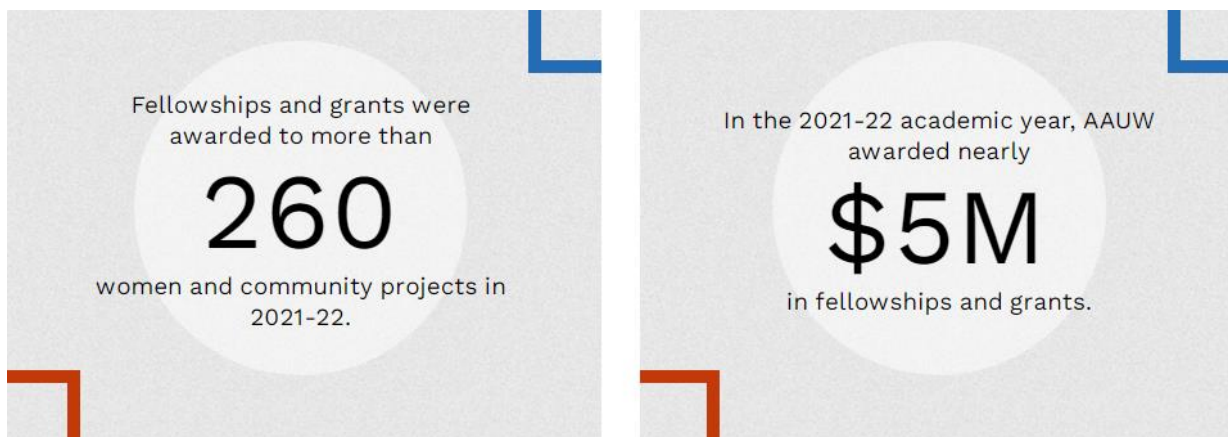 Fellowships and grants were
awarded to more than
260
women and community projects in
2021-22.
In the 2021-22 academic year, AAUW
awarded nearly
$5M
in fellowships and grants.